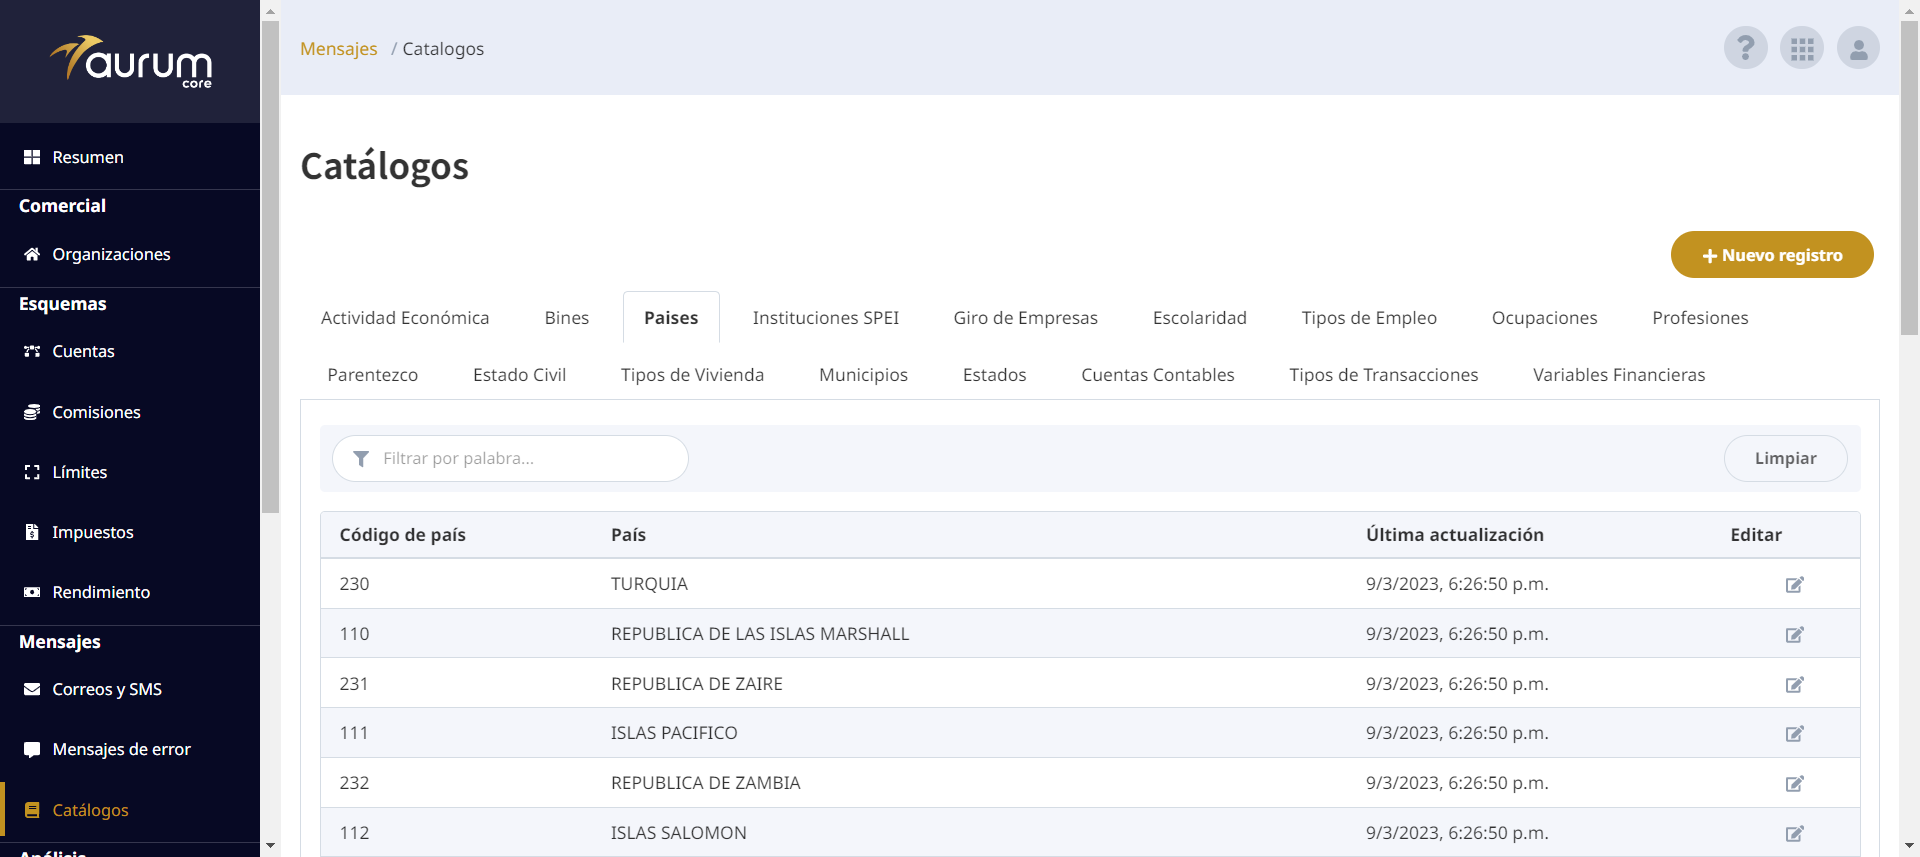 aurum
core
Resumen
Comercial
Organizaciones
Esquemas
Cuentas
Comisiones
Límites
Impuestos
Rendimiento
Mensajes
Correos y SMS
Mensajes de error
Catálogos
Análisis
Mensajes / Catalogos
?
Catálogos
+ Nuevo registro
Actividad Económica Bines Paises Instituciones SPEI Giro de Empresas Escolaridad Tipos de Empleo Ocupaciones Profesiones
Parentezco Estado Civil Tipos de Vivienda Municipios Estados Cuentas Contables Tipos de Transacciones Variables Financieras
Filtrar por palabra... Limpiar
Código de país País Última actualización Editar
230 TURQUIA 9/3/2023, 6:26:50 p.m.
110 REPUBLICA DE LAS ISLAS MARSHALL 9/3/2023, 6:26:50 p.m.
231 REPUBLICA DE ZAIRE 9/3/2023, 6:26:50 p.m.
111 ISLAS PACIFICO 9/3/2023, 6:26:50 p.m.
232 REPUBLICA DE ZAMBIA 9/3/2023, 6:26:50 p.m.
112 ISLAS SALOMON 9/3/2023, 6:26:50 p.m.